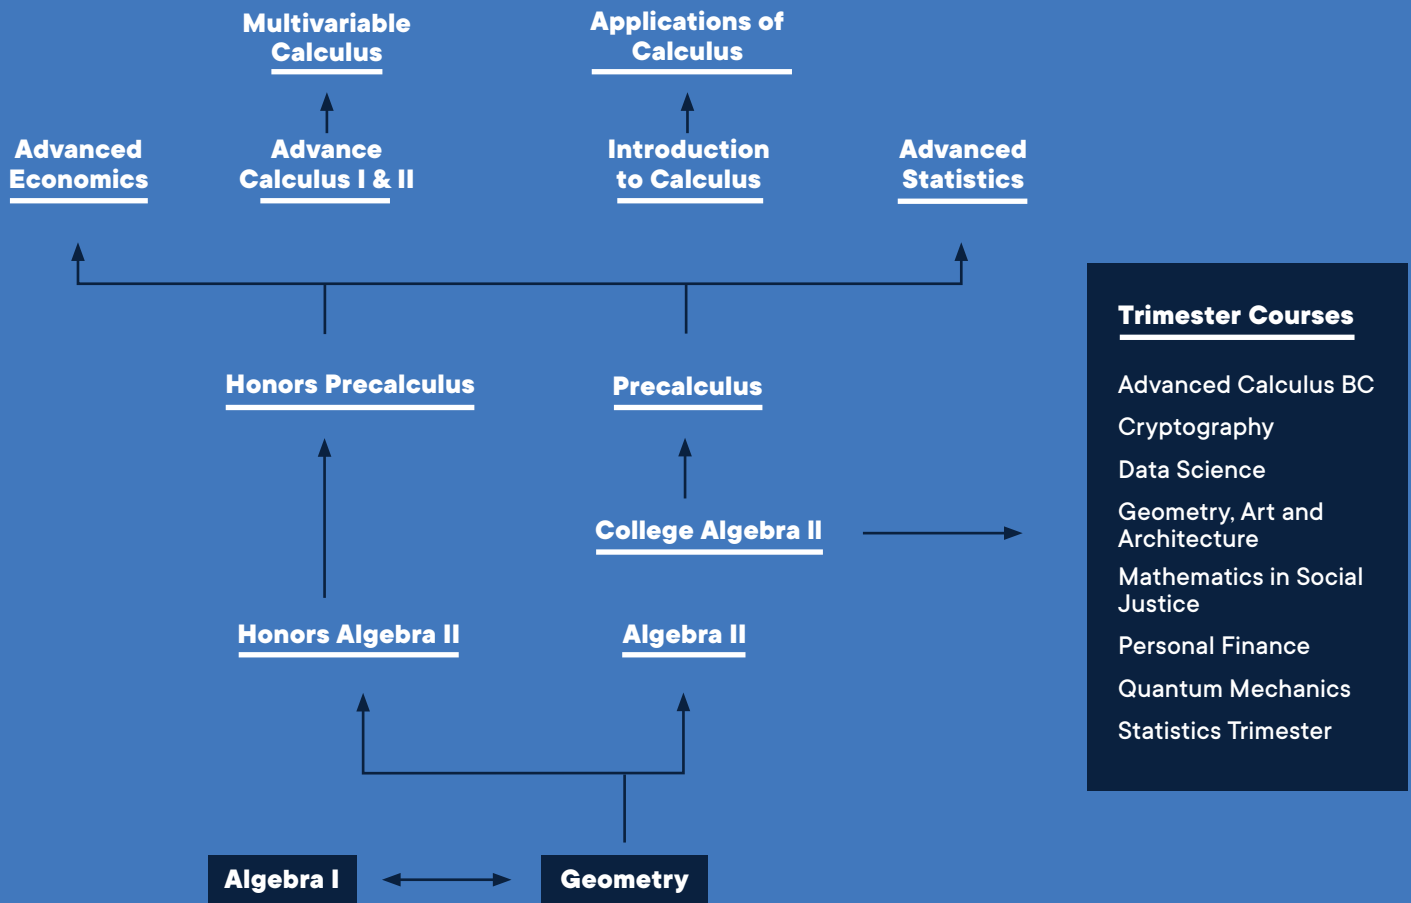 Multivariable
Calculus
Applications of
Calculus
Advanced
Economics
Advance
Calculus I & II
Introduction
to Calculus
Advanced
Statistics
Honors Precalculus
Precalculus
College Algebra II
Honors Algebra II
Algebra II
Algebra I
Geometry
Trimester Courses
Advanced Calculus BC
Cryptography
Data Science
Geometry, Art and
Architecture
Mathematics in Social
Justice
Personal Finance
Quantum Mechanics
Statistics Trimester